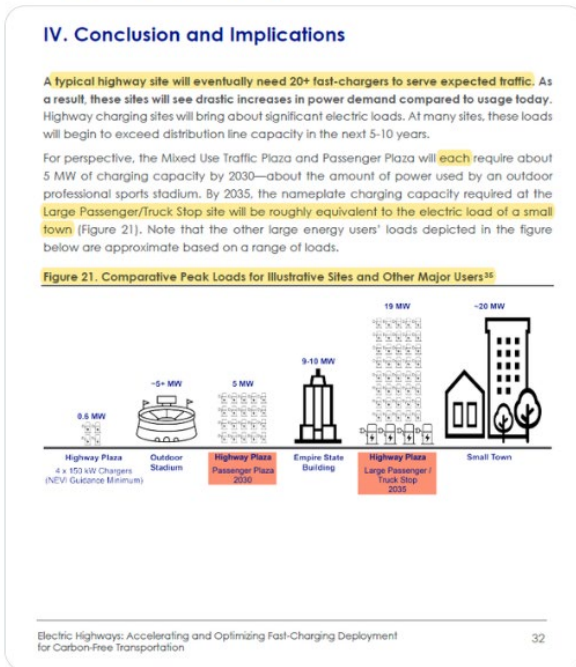 IV. Conclusion and Implications
A typical highway site will eventually need 20+ fast-chargers to serve expected traffic. As
a result, these sites will see drastic increases in power demand compared to usage today.
Highway charging sites will bring about significant electric loads. At many sites, these loads
will begin to exceed distribution line capacity in the next 5-10 years.
For perspective, the Mixed Use Traffic Plaza and Passenger Plaza will each require about
5 MW of charging capacity by 2030—about the amount of power used by an outdoor
professional sports stadium. By 2035, the nameplate charging capacity required at the
Large Passenger/Truck Stop site will be roughly equivalent to the electric load of a small
town (Figure 21). Note that the other large energy users' loads depicted in the figure
below are approximate based on a range of loads.
Figure 21. Comparative Peak Loads for Illustrative Sites and Other Major Users³⁵
0.6 MW
~5+ MW
5 MW
9-10 MW
19 MW
~20 MW
Highway Plaza
4 x 150 kW Chargers
(NEVI Guidance Minimum)
Outdoor
Stadium
Highway Plaza
Passenger Plaza
2030
Empire State
Building
Highway Plaza
Large Passenger /
Truck Stop
2035
Small Town
Electric Highways: Accelerating and Optimizing Fast-Charging Deployment
for Carbon-Free Transportation
32